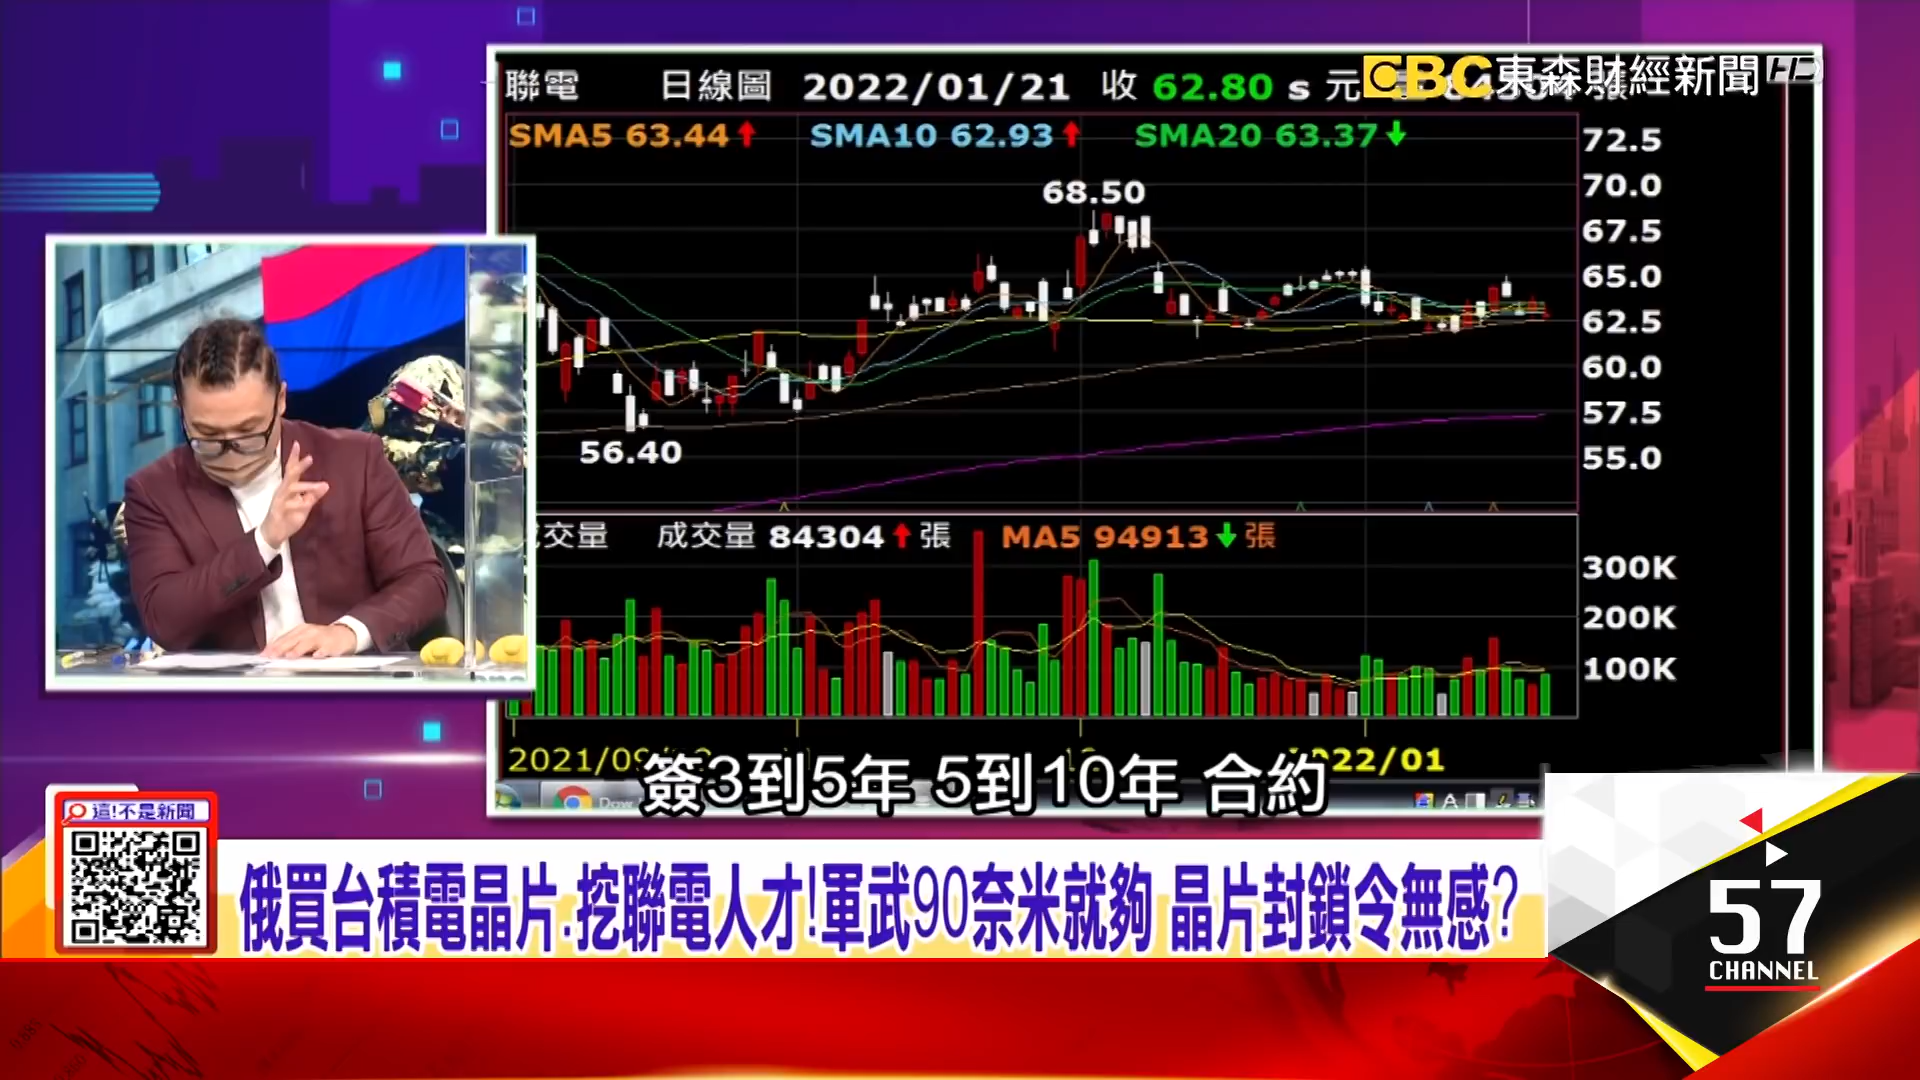 聯電 日線圖 2022/01/21 收 62.80 s 元
EBC 東森財經新聞 HD
SMA5 63.44 SMA10 62.93 SMA20 63.37
72.5
70.0
67.5
65.0
62.5
60.0
57.5
55.0
68.50
56.40
成交量 成交量 84304 張 MA5 94913 張
300K
200K
100K
2021/09
2022/01
簽3到5年 5到10年 合約
這!不是新聞
俄買台積電晶片.挖聯電人才!軍武90奈米就夠 晶片封鎖令無感?
57
CHANNEL